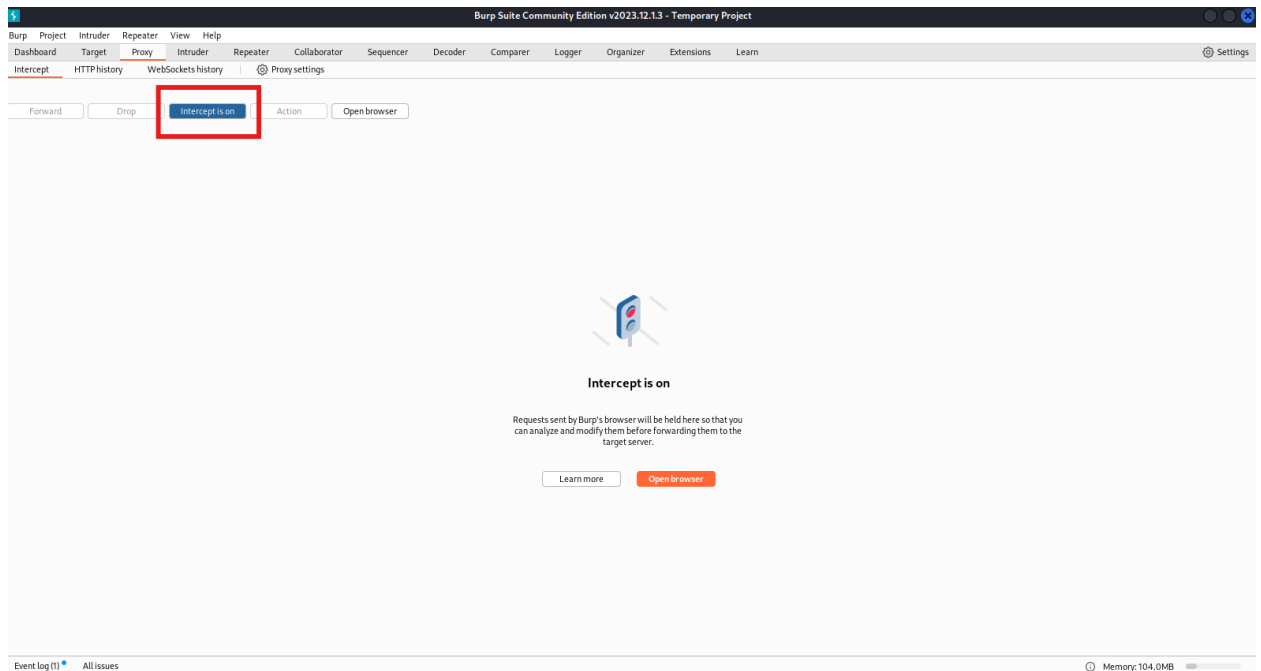 Burp Suite Community Edition v2023.12.1.3 - Temporary Project
Burp Project Intruder Repeater View Help
Dashboard Target Proxy Intruder Repeater Collaborator Sequencer Decoder Comparer Logger Organizer Extensions Learn Settings
Intercept HTTP history WebSockets history Proxy settings
Forward Drop Intercept is on Action Open browser
Intercept is on
Requests sent by Burp's browser will be held here so that you
can analyze and modify them before forwarding them to the
target server.
Learn more Open browser
Event log (1) All issues Memory: 104.0MB